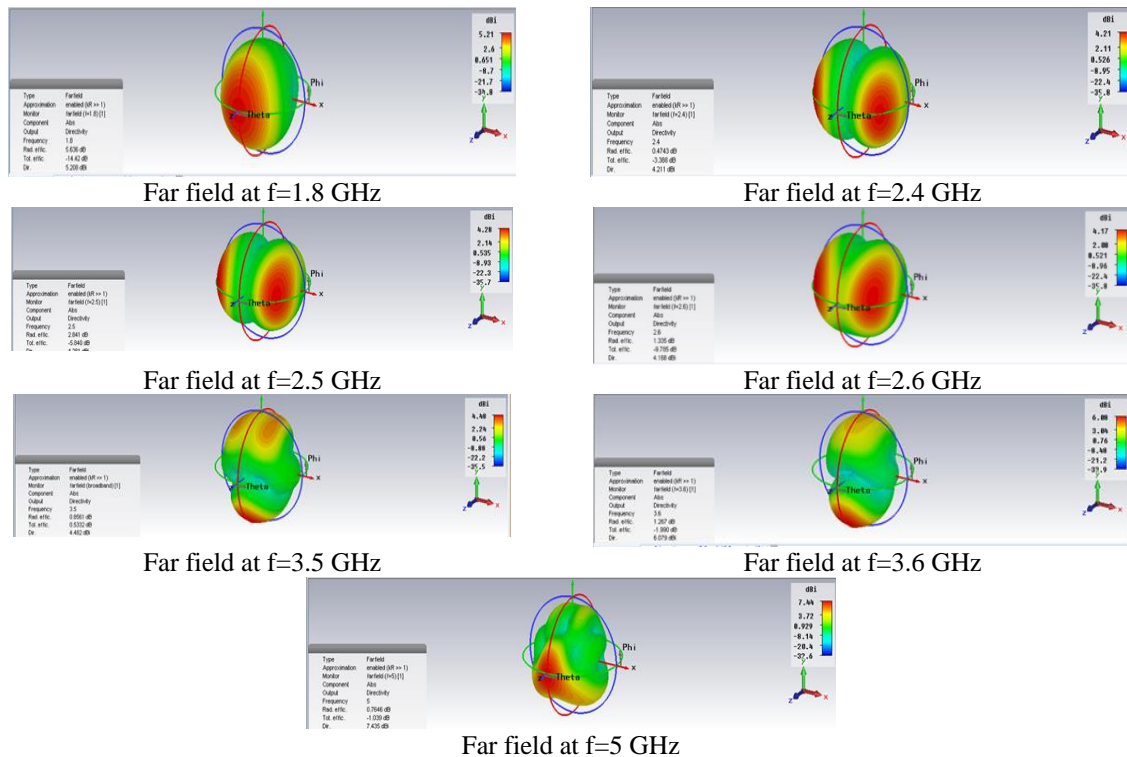 dBi
5.21
2.6
0.651
-8.7
-21.7
-34.8
Phi
x
z Theta
y
z x
Type Farfield
Approximation enabled (kR >> 1)
Monitor farfield (f=1.8) [1]
Component Abs
Output Directivity
Frequency 1.8
Rad. effic. 5.636 dB
Tot. effic. -14.42 dB
Dir. 5.208 dBi
Far field at f=1.8 GHz
dBi
4.21
2.11
0.526
-8.95
-22.4
-35.8
Phi
x
z Theta
y
z x
Type Farfield
Approximation enabled (kR >> 1)
Monitor farfield (f=2.4) [1]
Component Abs
Output Directivity
Frequency 2.4
Rad. effic. 0.4743 dB
Tot. effic. -3.388 dB
Dir. 4.211 dBi
Far field at f=2.4 GHz
dBi
4.28
2.14
0.535
-8.93
-22.3
-35.7
Phi
x
z Theta
y
z x
Type Farfield
Approximation enabled (kR >> 1)
Monitor farfield (f=2.5) [1]
Component Abs
Output Directivity
Frequency 2.5
Rad. effic. 2.841 dB
Tot. effic. -5.840 dB
Dir.
Far field at f=2.5 GHz
dBi
4.17
2.08
0.521
-8.96
-22.4
-35.8
Phi
x
z Theta
y
z x
Type Farfield
Approximation enabled (kR >> 1)
Monitor farfield (f=2.6) [1]
Component Abs
Output Directivity
Frequency 2.6
Rad. effic. 1.335 dB
Tot. effic. -9.785 dB
Dir. 4.168 dBi
Far field at f=2.6 GHz
dBi
4.48
2.24
0.56
-8.88
-22.2
-35.5
Phi
x
z Theta
y
z x
Type Farfield
Approximation enabled (kR >> 1)
Monitor farfield (broadband) [1]
Component Abs
Output Directivity
Frequency 3.5
Rad. effic. 0.8561 dB
Tot. effic. 0.5332 dB
Dir. 4.482 dBi
Far field at f=3.5 GHz
dBi
6.08
3.04
0.76
-8.48
-21.2
-33.9
Phi
x
z Theta
y
z x
Type Farfield
Approximation enabled (kR >> 1)
Monitor farfield (f=3.6) [1]
Component Abs
Output Directivity
Frequency 3.6
Rad. effic. 1.267 dB
Tot. effic. -1.990 dB
Dir. 6.079 dBi
Far field at f=3.6 GHz
dBi
7.44
3.72
0.929
-8.14
-20.4
-32.6
Phi
x
z Theta
y
z x
Type Farfield
Approximation enabled (kR >> 1)
Monitor farfield (f=5) [1]
Component Abs
Output Directivity
Frequency 5
Rad. effic. 0.7646 dB
Tot. effic. -1.039 dB
Dir. 7.435 dBi
Far field at f=5 GHz